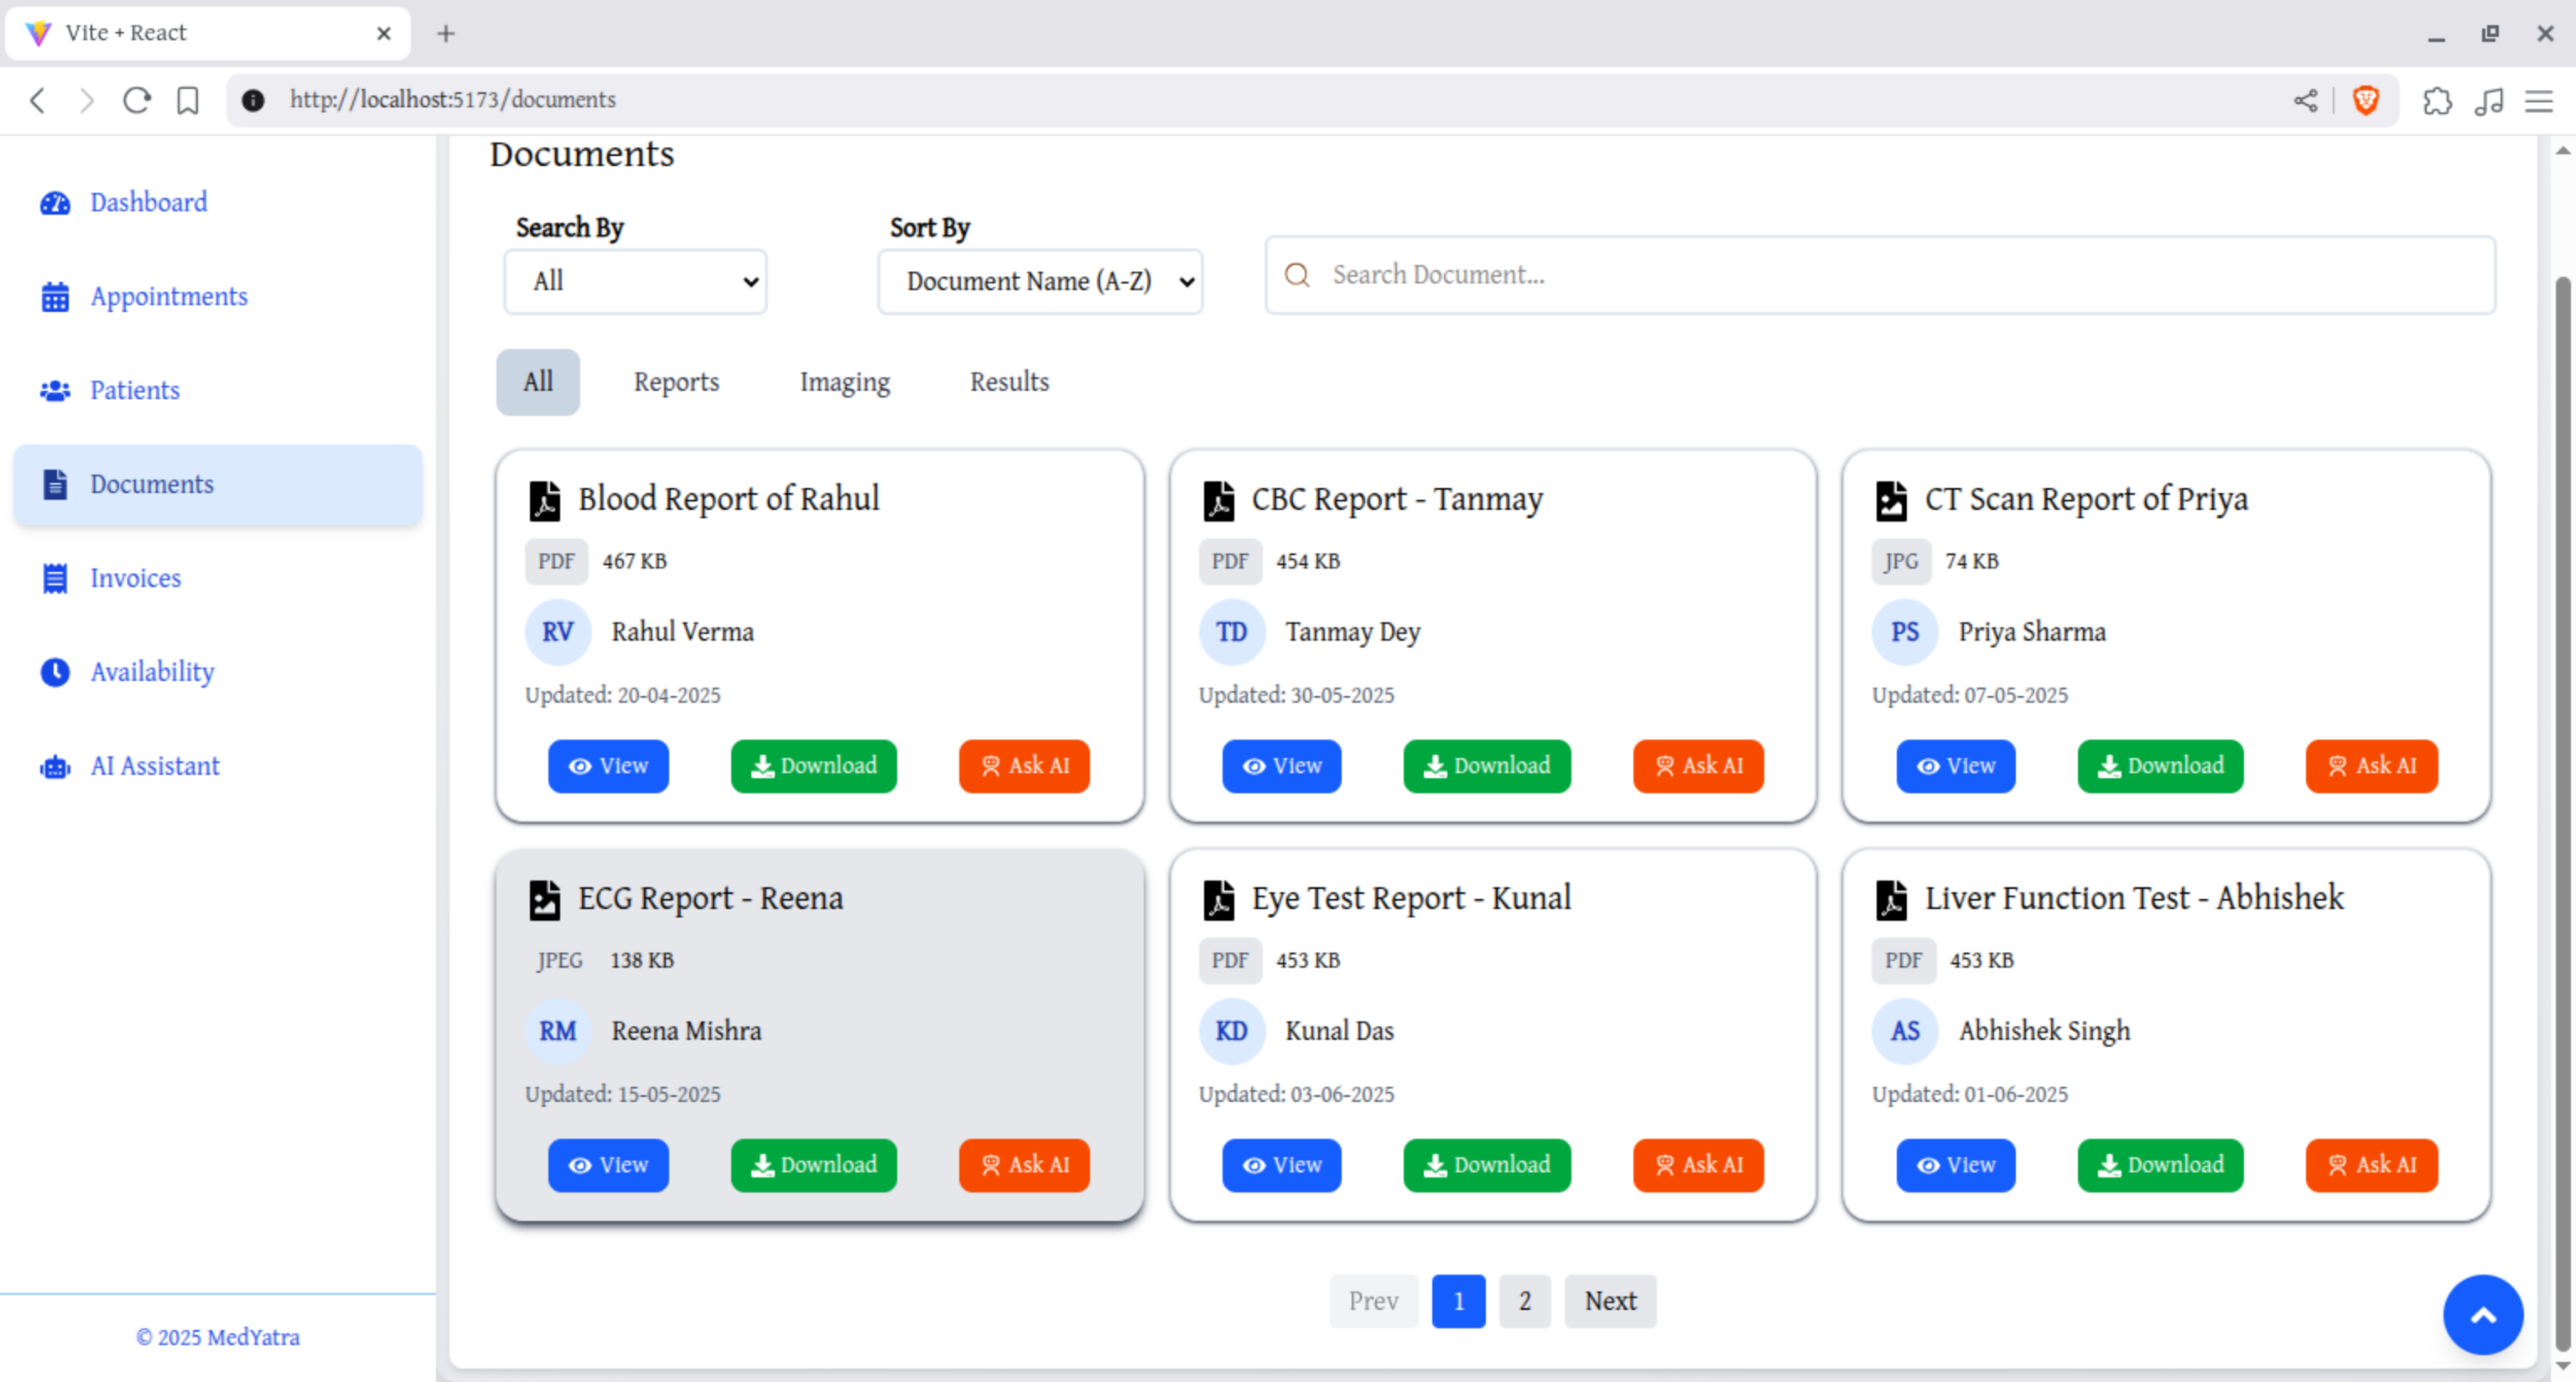 Vite + React
http://localhost:5173/documents
Documents
Dashboard
Appointments
Patients
Documents
Invoices
Availability
AI Assistant
© 2025 MedYatra
Search By
All
Sort By
Document Name (A-Z)
Search Document...
All Reports Imaging Results
Blood Report of Rahul
PDF 467 KB
RV Rahul Verma
Updated: 20-04-2025
View Download Ask AI
CBC Report - Tanmay
PDF 454 KB
TD Tanmay Dey
Updated: 30-05-2025
View Download Ask AI
CT Scan Report of Priya
JPG 74 KB
PS Priya Sharma
Updated: 07-05-2025
View Download Ask AI
ECG Report - Reena
JPEG 138 KB
RM Reena Mishra
Updated: 15-05-2025
View Download Ask AI
Eye Test Report - Kunal
PDF 453 KB
KD Kunal Das
Updated: 03-06-2025
View Download Ask AI
Liver Function Test - Abhishek
PDF 453 KB
AS Abhishek Singh
Updated: 01-06-2025
View Download Ask AI
Prev 1 2 Next